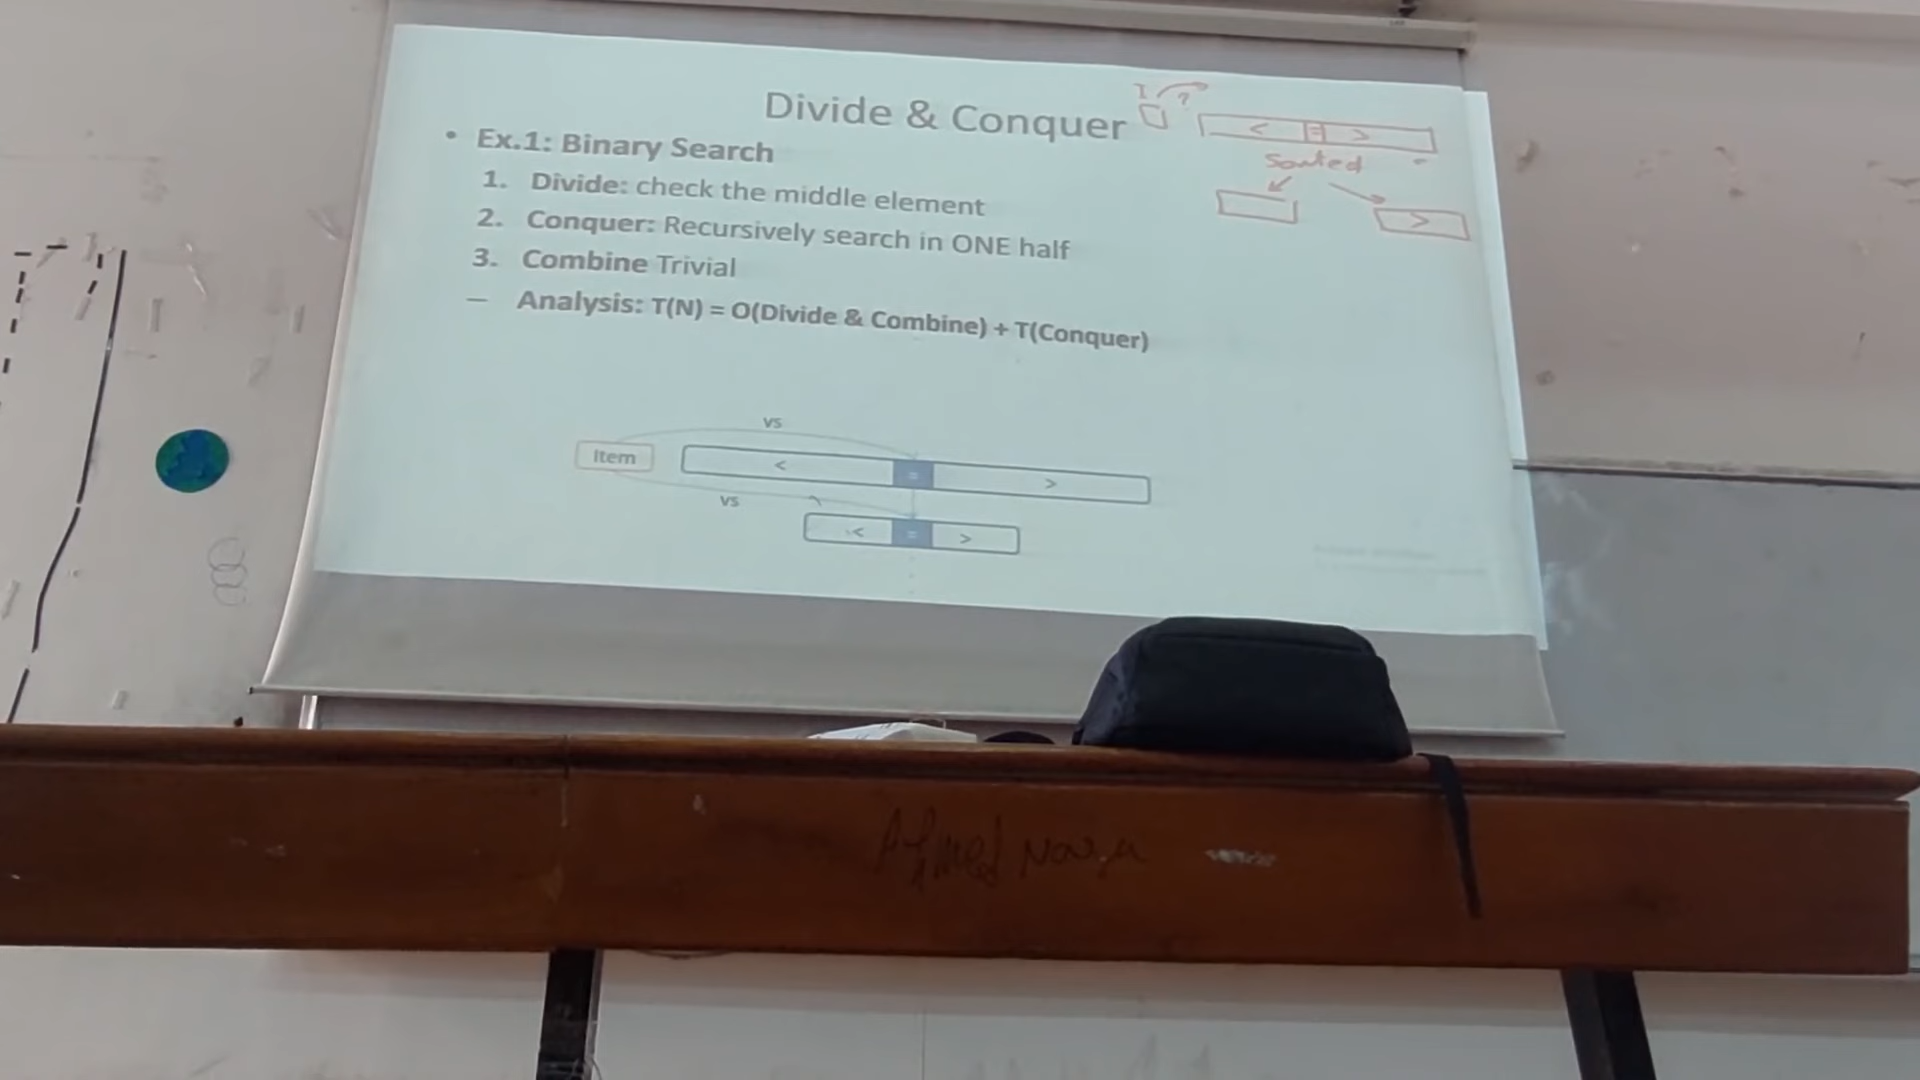 Divide & Conquer
I ?
< = >
Sorted
>
• Ex.1: Binary Search
1. Divide: check the middle element
2. Conquer: Recursively search in ONE half
3. Combine Trivial
— Analysis: T(N) = O(Divide & Combine) + T(Conquer)
vs
Item
< = >
vs
< = >